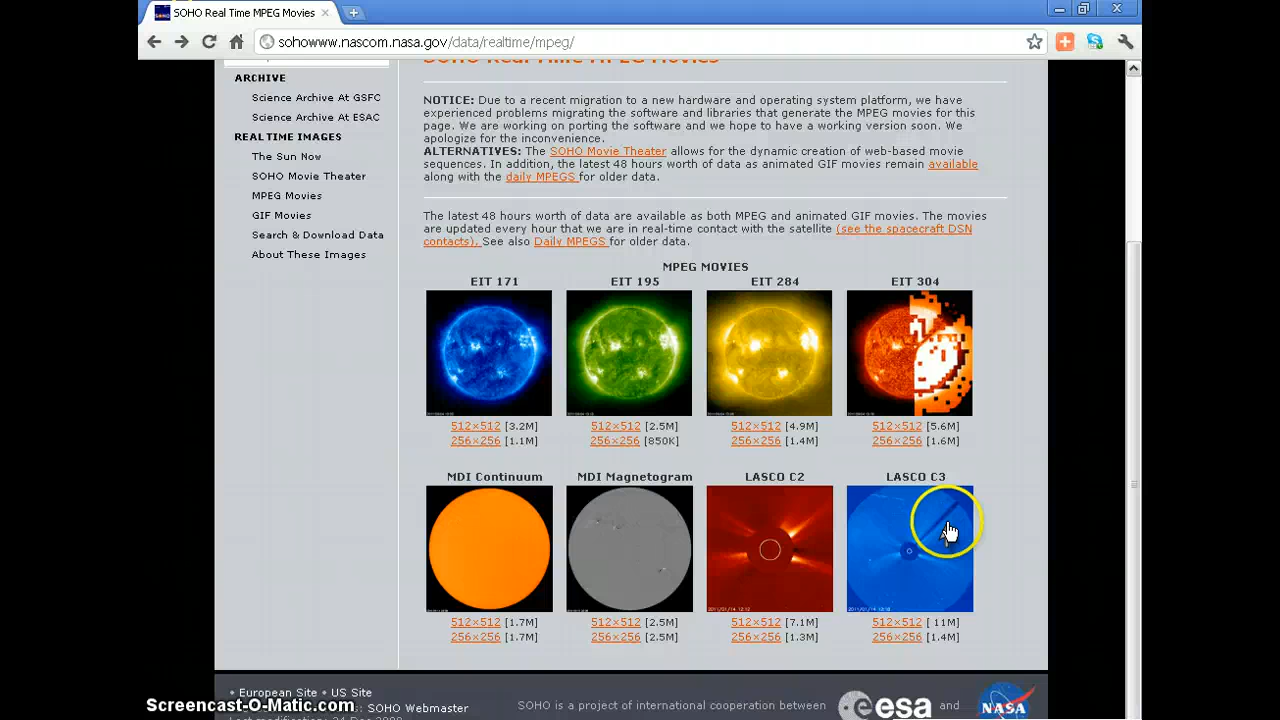 SOHO Real Time MPEG Movies
sohowww.nascom.nasa.gov/data/realtime/mpeg/
SOHO Real Time MPEG Movies
ARCHIVE
Science Archive At GSFC
Science Archive At ESAC
REAL TIME IMAGES
The Sun Now
SOHO Movie Theater
MPEG Movies
GIF Movies
Search & Download Data
About These Images
NOTICE: Due to a recent migration to a new hardware and operating system platform, we have
experienced problems migrating the software and libraries that generate the MPEG movies for this
page. We are working on porting the software and we hope to have a working version soon. We
apologize for the inconvenience.
ALTERNATIVES: The SOHO Movie Theater allows for the dynamic creation of web-based movie
sequences. In addition, the latest 48 hours worth of data as animated GIF movies remain available
along with the daily MPEGS for older data.
The latest 48 hours worth of data are available as both MPEG and animated GIF movies. The movies
are updated every hour that we are in real-time contact with the satellite (see the spacecraft DSN
contacts). See also Daily MPEGS for older data.
MPEG MOVIES
EIT 171 EIT 195 EIT 284 EIT 304
512×512 [3.2M] 512×512 [2.5M] 512×512 [4.9M] 512×512 [5.6M]
256×256 [1.1M] 256×256 [850K] 256×256 [1.4M] 256×256 [1.6M]
MDI Continuum MDI Magnetogram LASCO C2 LASCO C3
512×512 [1.7M] 512×512 [2.5M] 512×512 [7.1M] 512×512 [ 11M]
256×256 [1.7M] 256×256 [2.5M] 256×256 [1.3M] 256×256 [1.4M]
• European Site • US Site
SOHO Webmaster
SOHO is a project of international cooperation between esa and NASA
Screencast-O-Matic.com